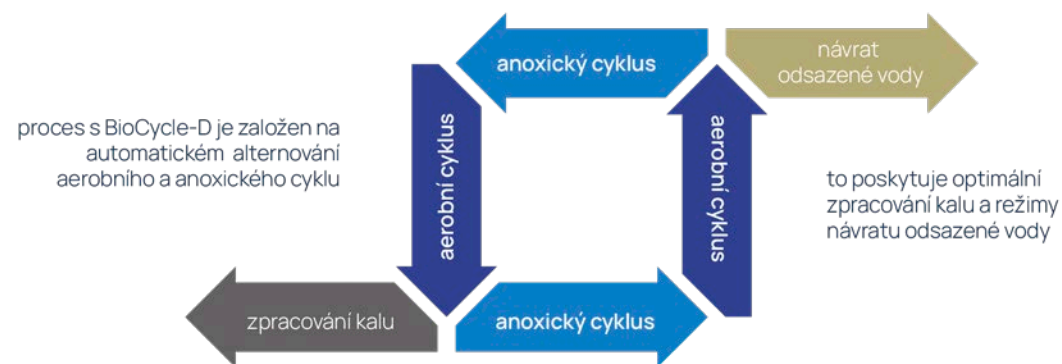 anoxický cyklus
návrat
odsazené vody
proces s BioCycle-D je založen na
automatickém alternování
aerobního a anoxického cyklu
aerobní cyklus
aerobní cyklus
to poskytuje optimální
zpracování kalu a režimy
návratu odsazené vody
zpracování kalu
anoxický cyklus